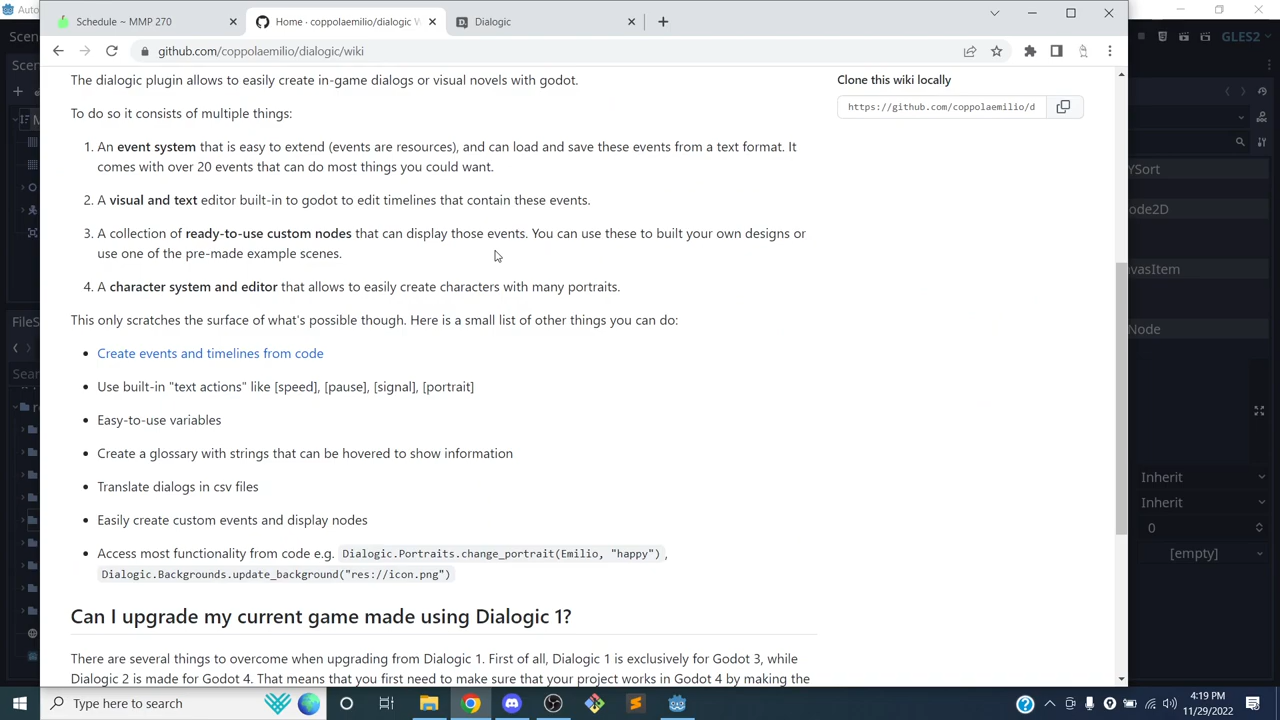 Auto
Schedule ~ MMP 270
Home · coppolaemilio/dialogic W
Dialogic
GLES2
github.com/coppolaemilio/dialogic/wiki
Scen
Scen
The dialogic plugin allows to easily create in-game dialogs or visual novels with godot.
Clone this wiki locally
https://github.com/coppolaemilio/d
To do so it consists of multiple things:
1. An event system that is easy to extend (events are resources), and can load and save these events from a text format. It
comes with over 20 events that can do most things you could want.
2. A visual and text editor built-in to godot to edit timelines that contain these events.
3. A collection of ready-to-use custom nodes that can display those events. You can use these to built your own designs or
use one of the pre-made example scenes.
4. A character system and editor that allows to easily create characters with many portraits.
YSort
ode2D
nvasItem
Node
FileS
Sear
re
This only scratches the surface of what's possible though. Here is a small list of other things you can do:
• Create events and timelines from code
• Use built-in "text actions" like [speed], [pause], [signal], [portrait]
• Easy-to-use variables
• Create a glossary with strings that can be hovered to show information
• Translate dialogs in csv files
• Easily create custom events and display nodes
• Access most functionality from code e.g. Dialogic.Portraits.change_portrait(Emilio, "happy") ,
Dialogic.Backgrounds.update_background("res://icon.png")
Inherit
Inherit
0
[empty]
Can I upgrade my current game made using Dialogic 1?
There are several things to overcome when upgrading from Dialogic 1. First of all, Dialogic 1 is exclusively for Godot 3, while
Dialogic 2 is made for Godot 4. That means that you first need to make sure that your project works in Godot 4 by making the
Type here to search
4:19 PM
11/29/2022